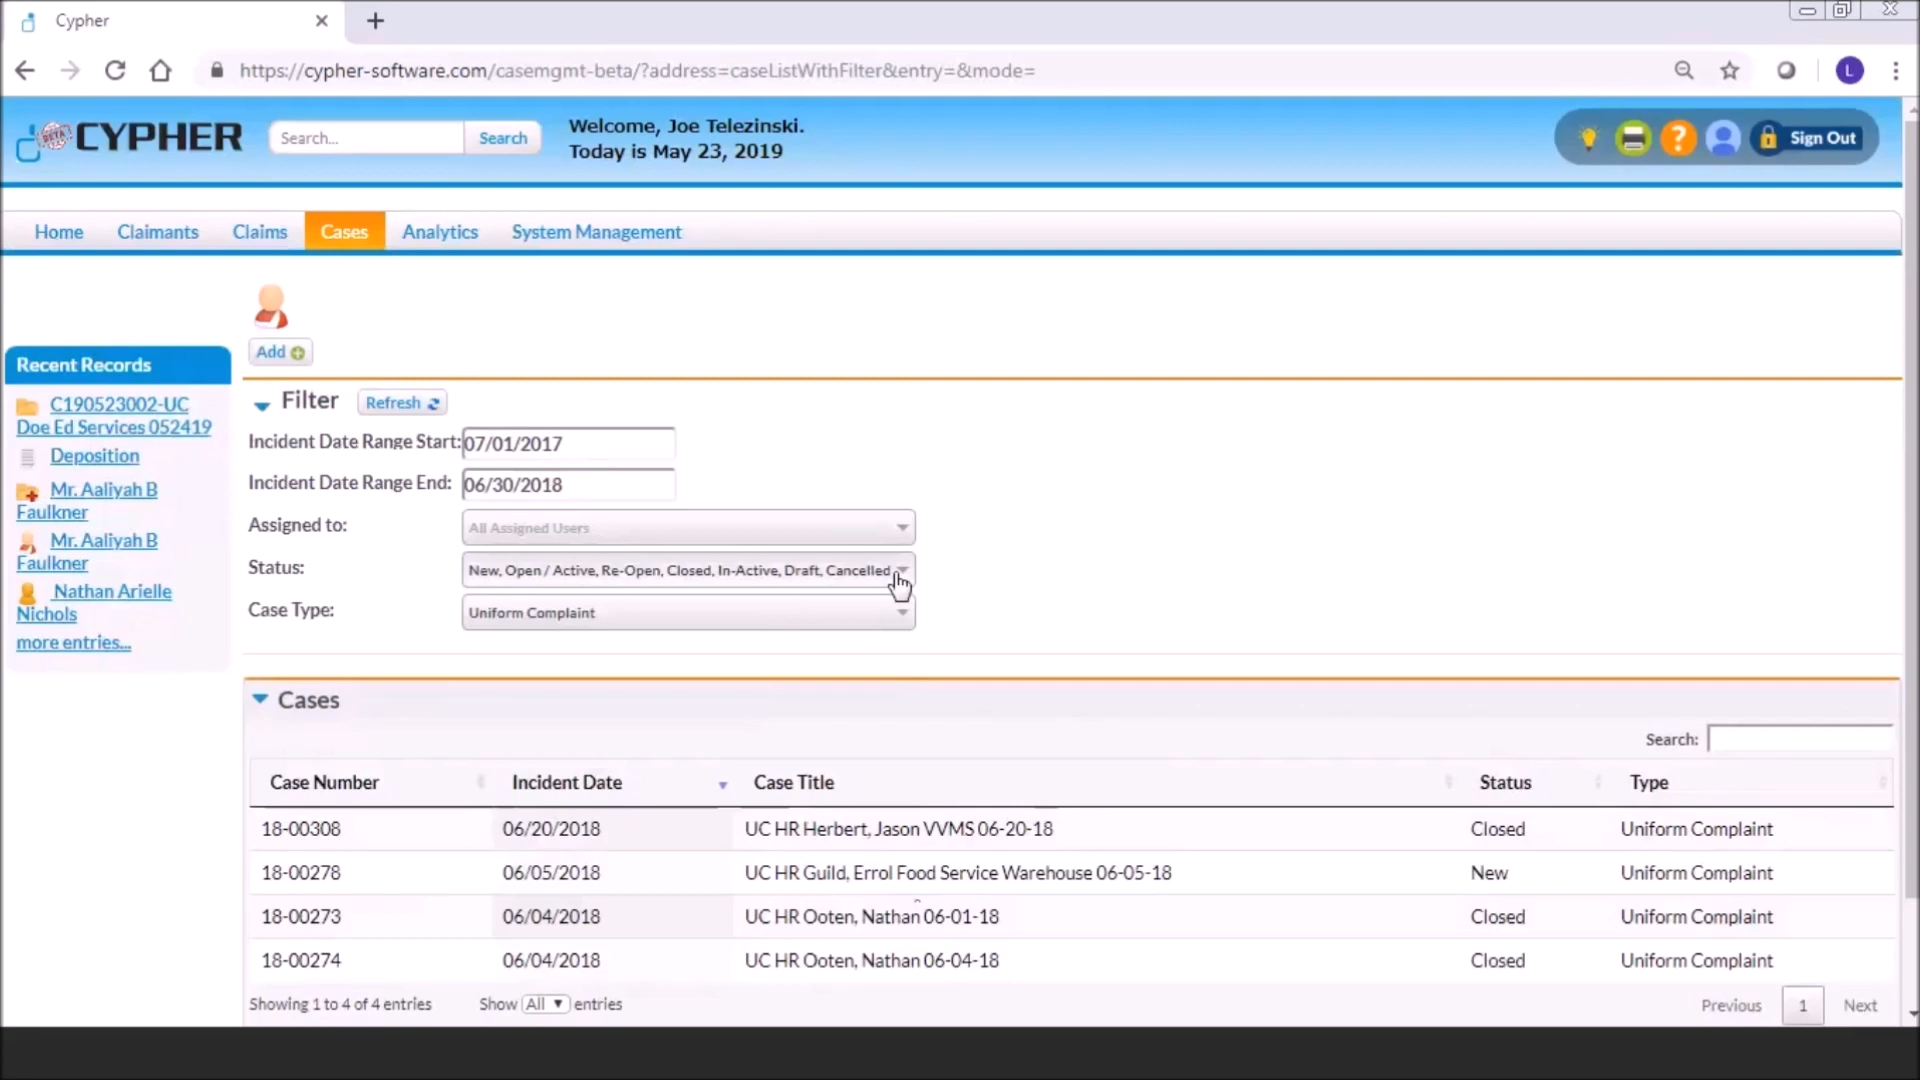 Cypher
https://cypher-software.com/casemgmt-beta/?address=caseListWithFilter&entry=&mode=
L
BETA
CYPHER
Search...
Search
Welcome, Joe Telezinski.
Today is May 23, 2019
?
Sign Out
Home
Claimants
Claims
Cases
Analytics
System Management
Add
Recent Records
C190523002-UC
Doe Ed Services 052419
Deposition
Mr. Aaliyah B
Faulkner
Mr. Aaliyah B
Faulkner
Nathan Arielle
Nichols
more entries...
Filter
Refresh
Incident Date Range Start: 07/01/2017
Incident Date Range End: 06/30/2018
Assigned to: All Assigned Users
Status: New, Open / Active, Re-Open, Closed, In-Active, Draft, Cancelled
Case Type: Uniform Complaint
Cases
Search:
Case Number Incident Date Case Title Status Type
18-00308 06/20/2018 UC HR Herbert, Jason VVMS 06-20-18 Closed Uniform Complaint
18-00278 06/05/2018 UC HR Guild, Errol Food Service Warehouse 06-05-18 New Uniform Complaint
18-00273 06/04/2018 UC HR Ooten, Nathan 06-01-18 Closed Uniform Complaint
18-00274 06/04/2018 UC HR Ooten, Nathan 06-04-18 Closed Uniform Complaint
Showing 1 to 4 of 4 entries Show All entries Previous 1 Next